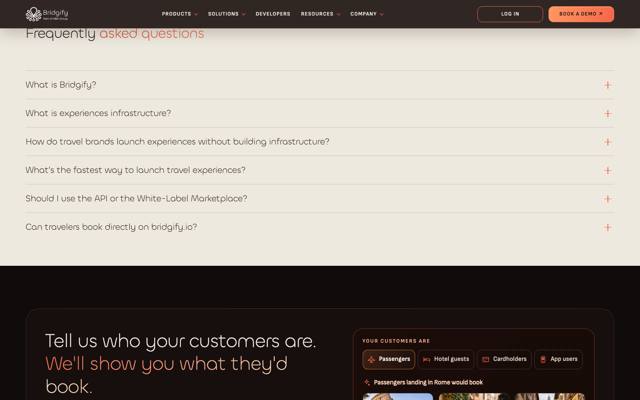 Bridgify
PRODUCTS
SOLUTIONS
DEVELOPERS
RESOURCES
COMPANY
LOG IN
BOOK A DEMO
Frequently asked questions
What is Bridgify?
What is experiences infrastructure?
How do travel brands launch experiences without building infrastructure?
What's the fastest way to launch travel experiences?
Should I use the API or the White-Label Marketplace?
Can travelers book directly on bridgify.io?
Tell us who your customers are.
We'll show you what they'd
book.
YOUR CUSTOMERS ARE
Passengers
Hotel guests
Cardholders
App users
Passengers landing in Rome would book